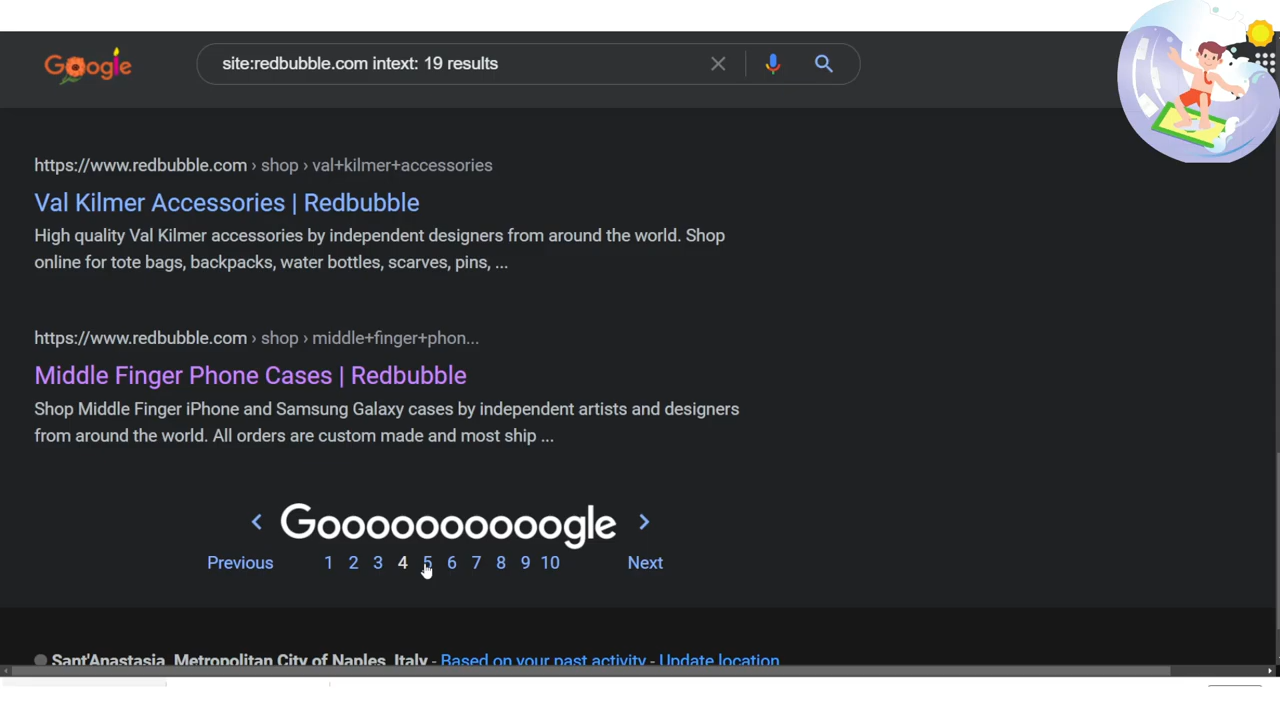 Google
site:redbubble.com intext: 19 results
https://www.redbubble.com › shop › val+kilmer+accessories
Val Kilmer Accessories | Redbubble
High quality Val Kilmer accessories by independent designers from around the world. Shop
online for tote bags, backpacks, water bottles, scarves, pins, ...
https://www.redbubble.com › shop › middle+finger+phon...
Middle Finger Phone Cases | Redbubble
Shop Middle Finger iPhone and Samsung Galaxy cases by independent artists and designers
from around the world. All orders are custom made and most ship ...
< Goooooooooogle >
Previous 1 2 3 4 5 6 7 8 9 10 Next
Sant'Anastasia, Metropolitan City of Naples, Italy - Based on your past activity - Update location